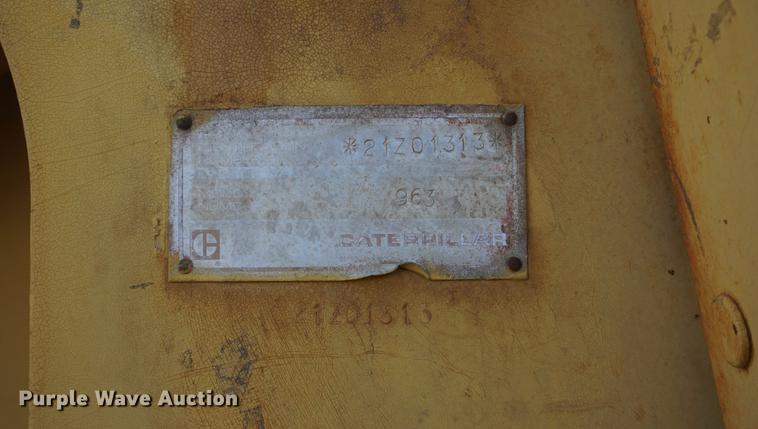 *21Z01313*
963
CATERPILLAR
21Z01313
Purple Wave Auction